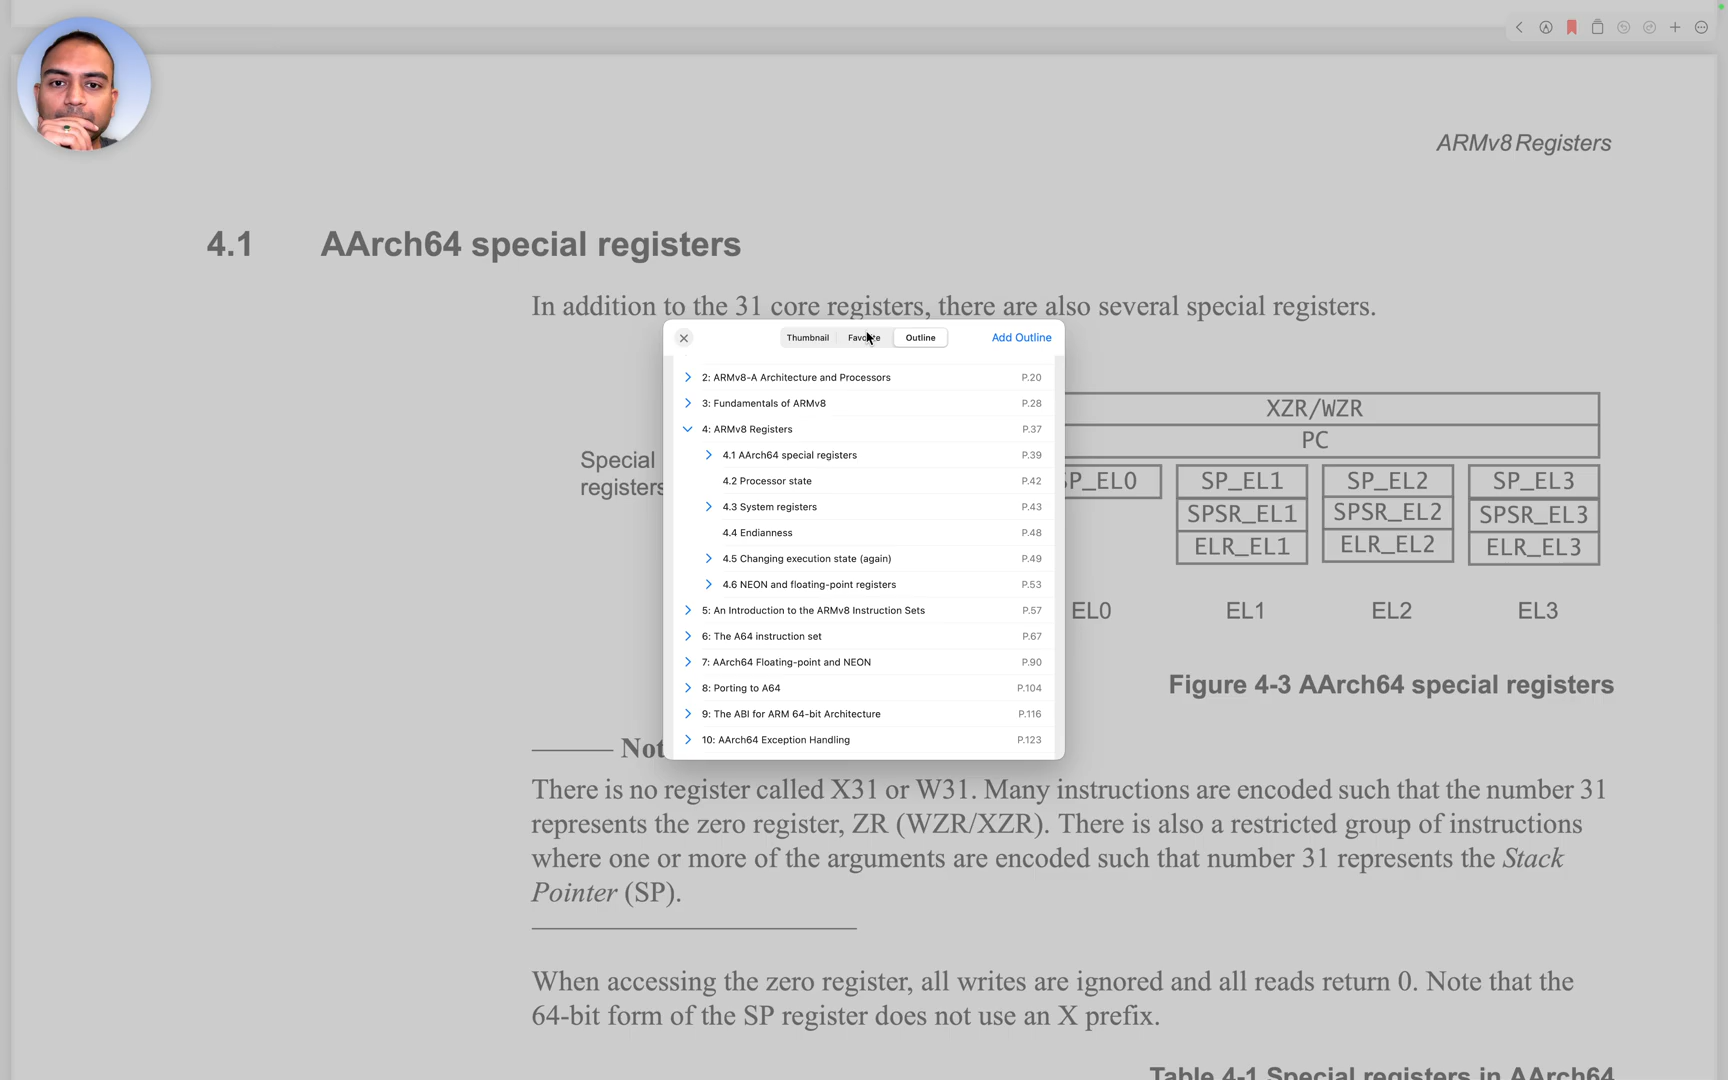 ARMv8 Registers
4.1 AArch64 special registers
In addition to the 31 core registers, there are also several special registers.
Thumbnail Outline Add Outline
2: ARMv8-A Architecture and Processors P.20
3: Fundamentals of ARMv8 P.28
4: ARMv8 Registers P.37
4.1 AArch64 special registers P.39
4.2 Processor state P.42
4.3 System registers P.43
4.4 Endianness P.48
4.5 Changing execution state (again) P.49
4.6 NEON and floating-point registers P.53
5: An Introduction to the ARMv8 Instruction Sets P.57
6: The A64 instruction set P.67
7: AArch64 Floating-point and NEON P.90
8: Porting to A64 P.104
9: The ABI for ARM 64-bit Architecture P.116
10: AArch64 Exception Handling P.123
Special
registers
XZR/WZR
PC
SP_EL1 SP_EL2 SP_EL3
SPSR_EL1 SPSR_EL2 SPSR_EL3
ELR_EL1 ELR_EL2 ELR_EL3
EL0 EL1 EL2 EL3
Figure 4-3 AArch64 special registers
There is no register called X31 or W31. Many instructions are encoded such that the number 31
represents the zero register, ZR (WZR/XZR). There is also a restricted group of instructions
where one or more of the arguments are encoded such that number 31 represents the Stack
Pointer (SP).
When accessing the zero register, all writes are ignored and all reads return 0. Note that the
64-bit form of the SP register does not use an X prefix.
Table 4-1 Special registers in AArch64